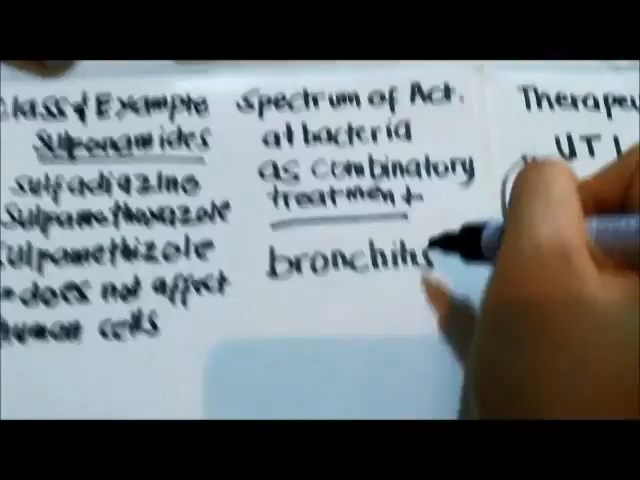 Class & Example
Sulponamides
sulfadiazine
Sulpamethoxazole
Sulpamethizole
does not affect
human cells
Spectrum of Act.
at bacteria
as combinatory
treatment
bronchitis
Therapeu
UTI